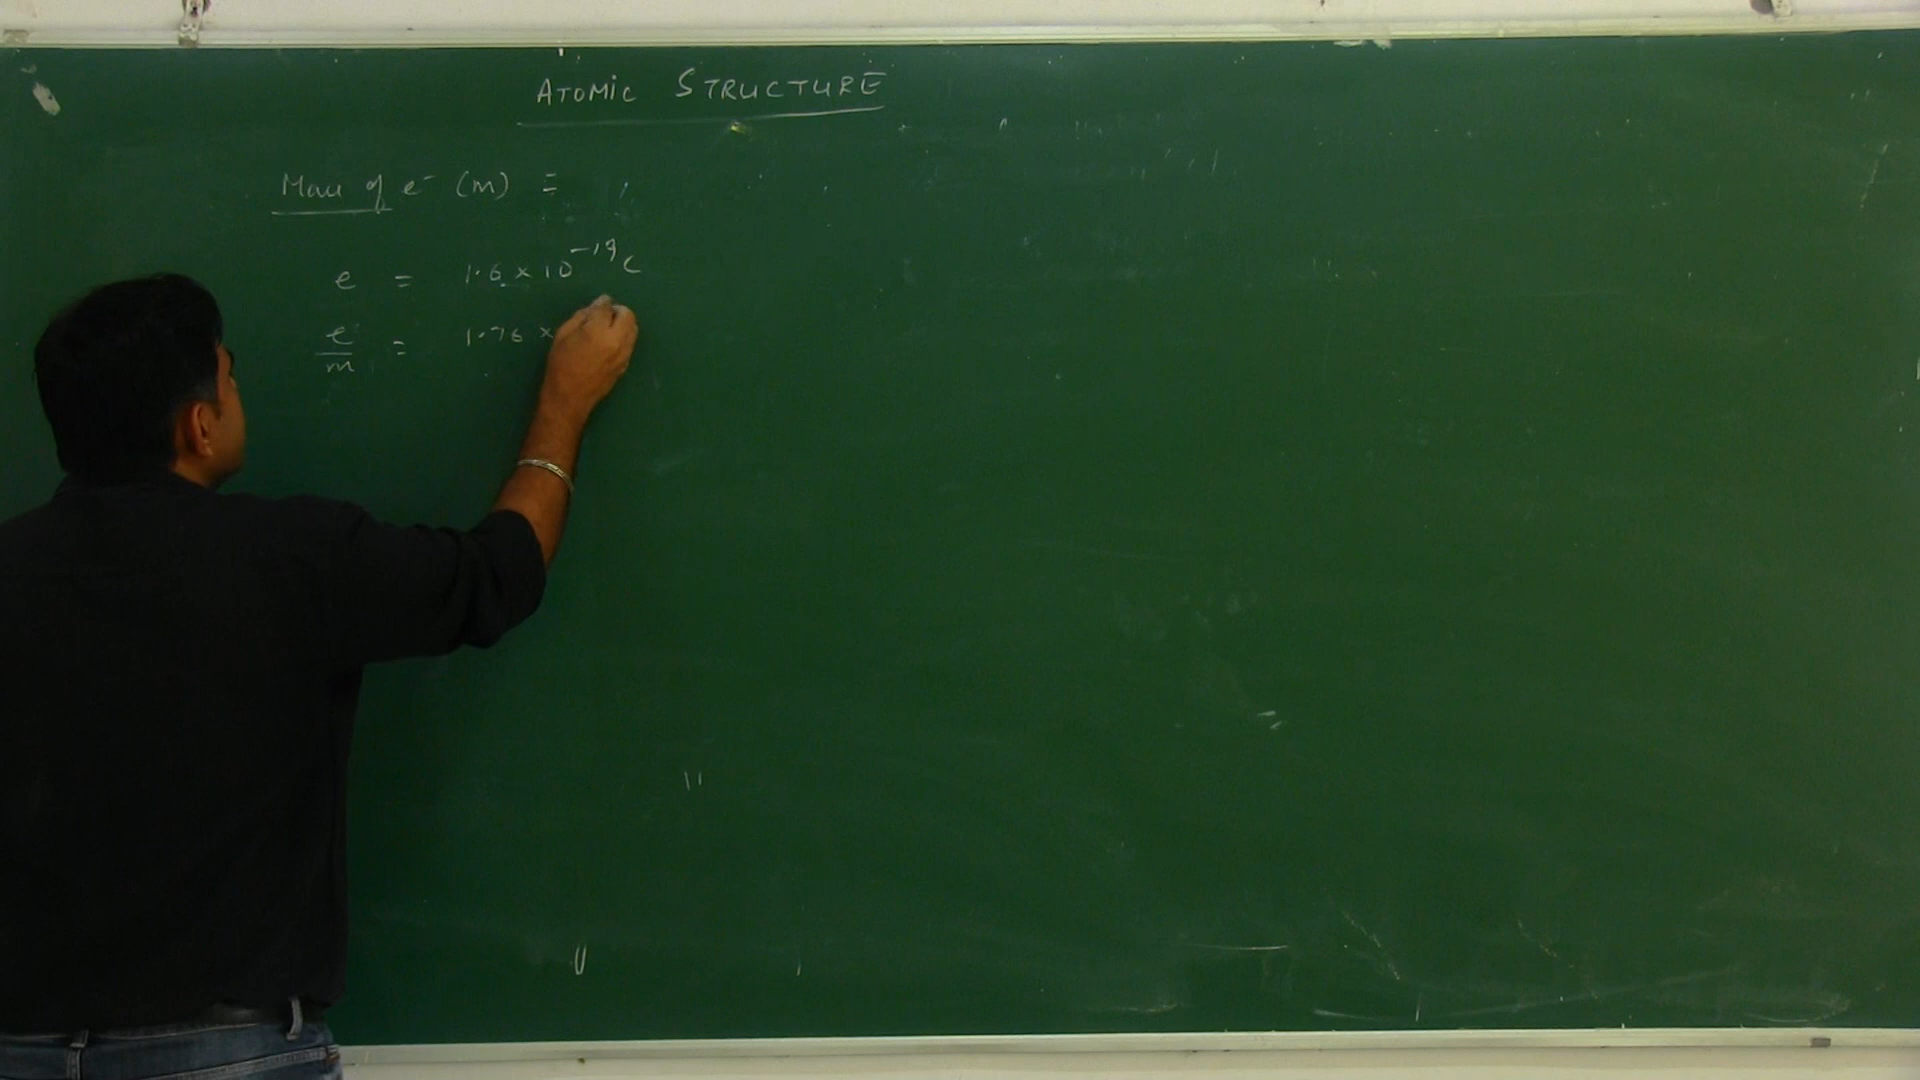 ATOMIC STRUCTURE
Mass of e⁻ (m) =
e = 1.6 × 10⁻¹⁹ C
e/m = 1.76 ×